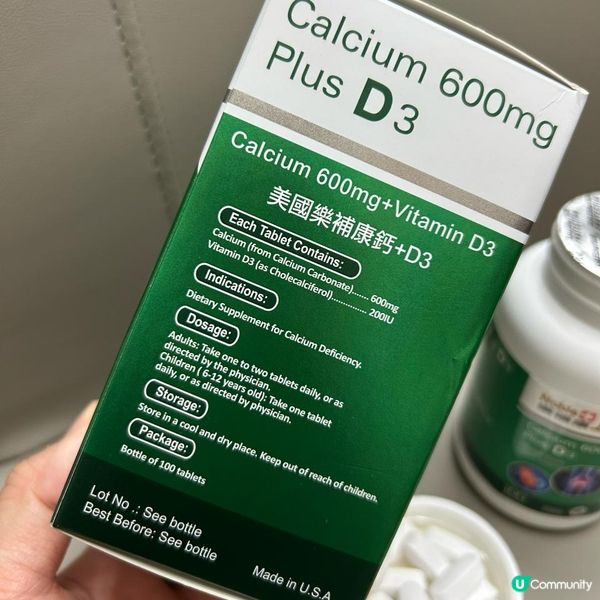 Calcium 600mg
Plus D3
Calcium 600mg+Vitamin D3
美國樂補康鈣+D3
Each Tablet Contains:
Calcium (from Calcium Carbonate)...... 600mg
Vitamin D3 (as Cholecalciferol)............... 200IU
Indications:
Dietary Supplement for Calcium Deficiency.
Dosage:
Adults: Take one to two tablets daily, or as
directed by the physician.
Children ( 6-12 years old): Take one tablet
daily, or as directed by physician.
Storage:
Store in a cool and dry place. Keep out of reach of children.
Package:
Bottle of 100 tablets
Lot No .: See bottle
Best Before: See bottle
Made in U.S.A
Noble
Plus D
U Community